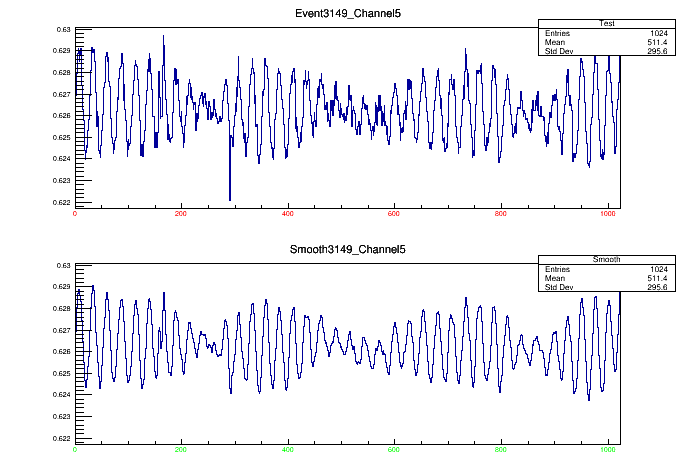 Event3149_Channel5
Test
Entries 1024
Mean 511.4
Std Dev 295.6
0.63
0.629
0.628
0.627
0.626
0.625
0.624
0.623
0.622
0 200 400 600 800 1000
Smooth3149_Channel5
Smooth
Entries 1024
Mean 511.4
Std Dev 295.6
0.63
0.629
0.628
0.627
0.626
0.625
0.624
0.623
0.622
0 200 400 600 800 1000